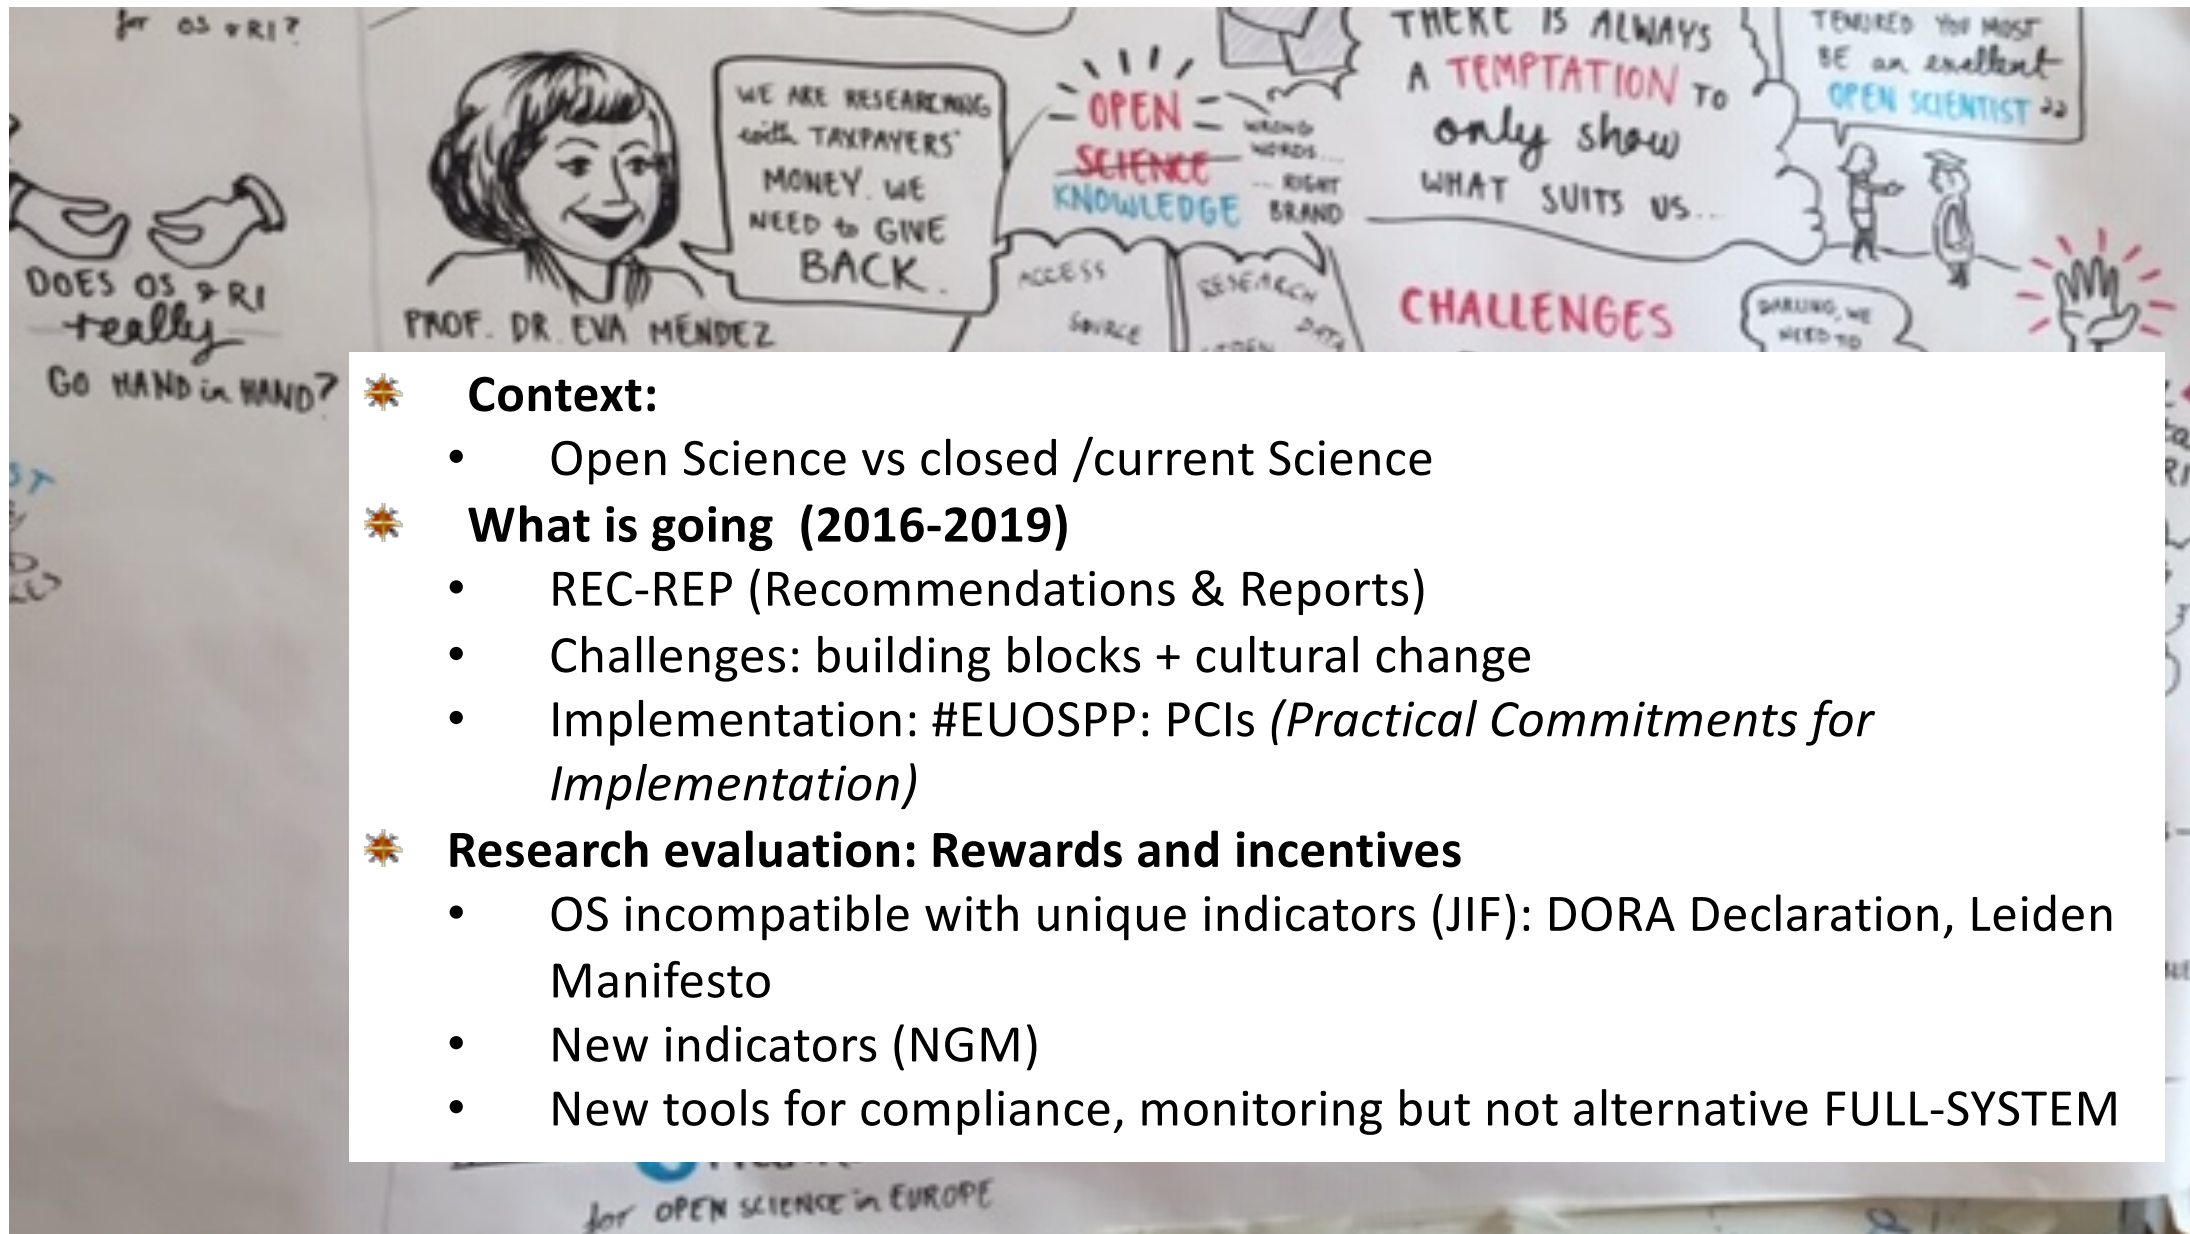 for OS & RI?
DOES OS & RI
really
GO HAND in HAND?
WE ARE RESEARCHING
with TAXPAYERS'
MONEY. WE
NEED to GIVE
BACK.
PROF. DR. EVA MÉNDEZ
OPEN
SCIENCE
KNOWLEDGE
WRONG
WORDS...
... RIGHT
BRAND
ACCESS
SOURCE
RESEARCH
DATA
THERE IS ALWAYS
A TEMPTATION TO
only show
WHAT SUITS US...
TENURED YOU MOST
BE an exellent
OPEN SCIENTIST >>
CHALLENGES
DARLING, WE
NEED TO
Context:
• Open Science vs closed /current Science
What is going (2016-2019)
• REC-REP (Recommendations & Reports)
• Challenges: building blocks + cultural change
• Implementation: #EUOSPP: PCIs (Practical Commitments for
Implementation)
Research evaluation: Rewards and incentives
• OS incompatible with unique indicators (JIF): DORA Declaration, Leiden
Manifesto
• New indicators (NGM)
• New tools for compliance, monitoring but not alternative FULL-SYSTEM
for OPEN SCIENCE in EUROPE